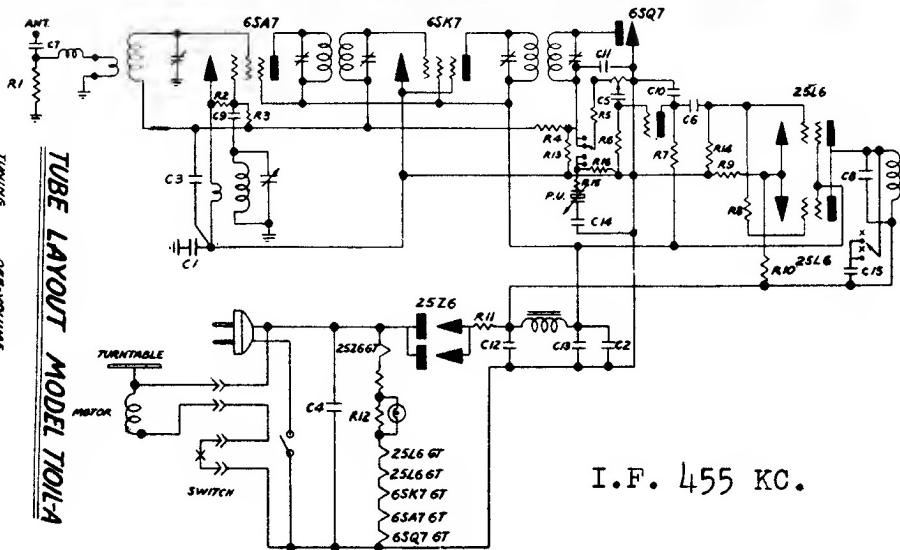 6SA7
6SK7
6SQ7
ANT.
C7
R1
C11
C10
25L6
R2
C9
R3
C5
R5
C6
R4
R6
R7
R14
R9
C8
R13
R16
R15
C3
P.U.
R8
C14
25L6
C1
R10
C15
25Z6
R11
25Z6GT
C12
C13
C2
TURNTABLE
MOTOR
C4
R12
25L6 GT
25L6 GT
6SK7 GT
6SA7 GT
6SQ7 GT
SWITCH
I.F. 455 KC.
TUBE LAYOUT MODEL
TUNING OFF-VOLUME